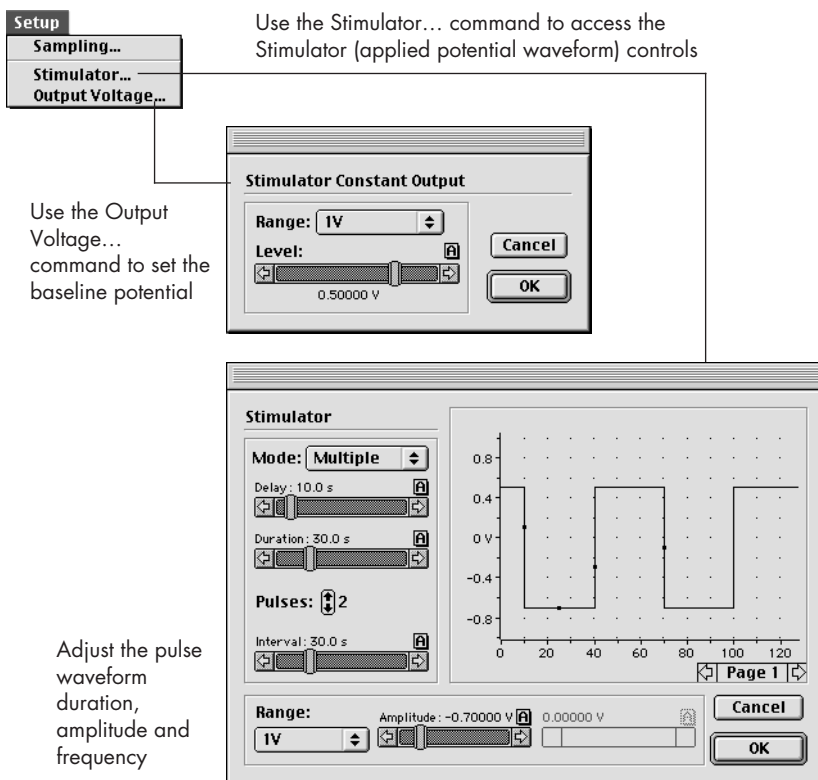 Setup
Sampling...
Stimulator...
Output Voltage...
Use the Stimulator... command to access the
Stimulator (applied potential waveform) controls
Use the Output
Voltage...
command to set the
baseline potential
Stimulator Constant Output
Range: 1V
Level: A
0.50000 V
Cancel
OK
Adjust the pulse
waveform
duration,
amplitude and
frequency
Stimulator
Mode: Multiple
Delay: 10.0 s A
Duration: 30.0 s A
Pulses: 2
Interval: 30.0 s A
0.8
0.4
0 V
-0.4
-0.8
0 20 40 60 80 100 120
Page 1
Range:
1V
Amplitude: -0.70000 V A
0.00000 V A
Cancel
OK